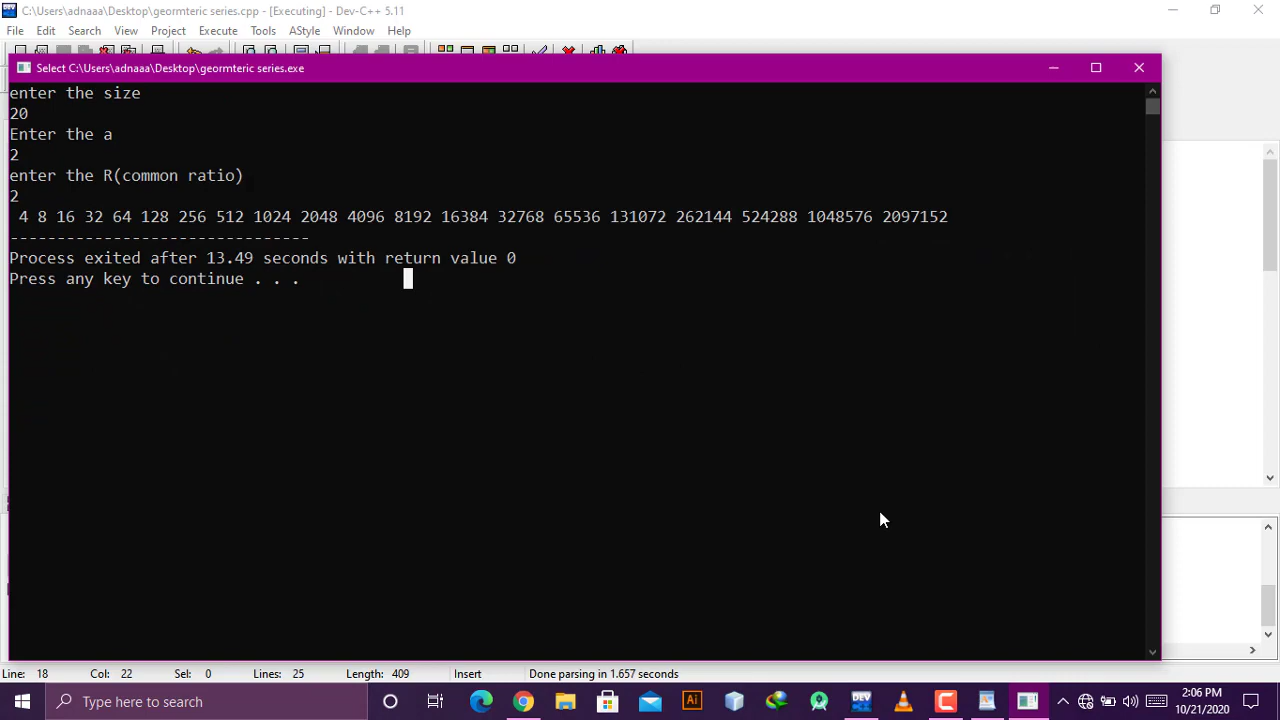 C:\Users\adnaaa\Desktop\geormteric series.cpp - [Executing] - Dev-C++ 5.11
File Edit Search View Project Execute Tools AStyle Window Help
Select C:\Users\adnaaa\Desktop\geormteric series.exe
enter the size
20
Enter the a
2
enter the R(common ratio)
2
4 8 16 32 64 128 256 512 1024 2048 4096 8192 16384 32768 65536 131072 262144 524288 1048576 2097152
--------------------------------
Process exited after 13.49 seconds with return value 0
Press any key to continue . . .
Line: 18 Col: 22 Sel: 0 Lines: 25 Length: 409 Insert Done parsing in 1.657 seconds
Type here to search
Ai
DEV
2:06 PM
10/21/2020